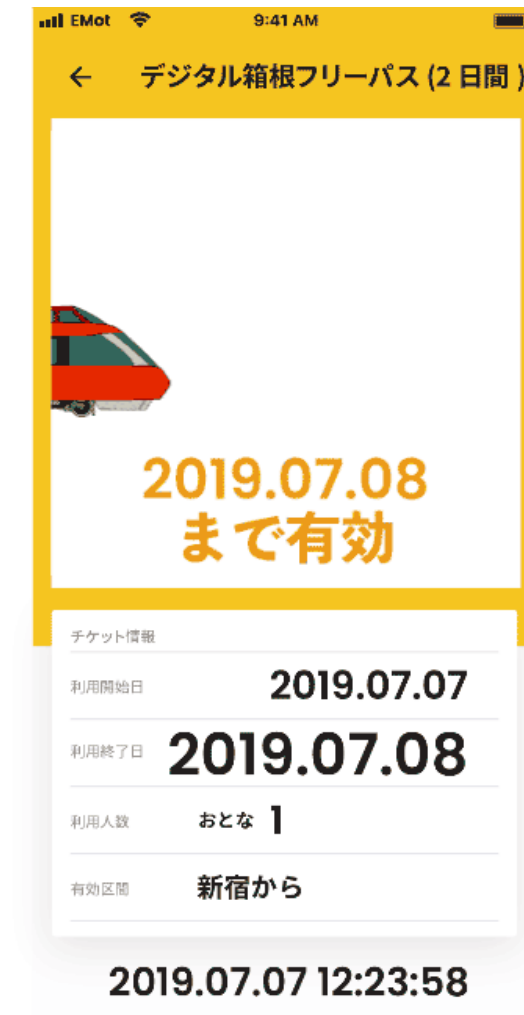 EMot 9:41 AM
← デジタル箱根フリーパス (2 日間 )
2019.07.08
まで有効
チケット情報
利用開始日 2019.07.07
利用終了日 2019.07.08
利用人数 おとな 1
有効区間 新宿から
2019.07.07 12:23:58